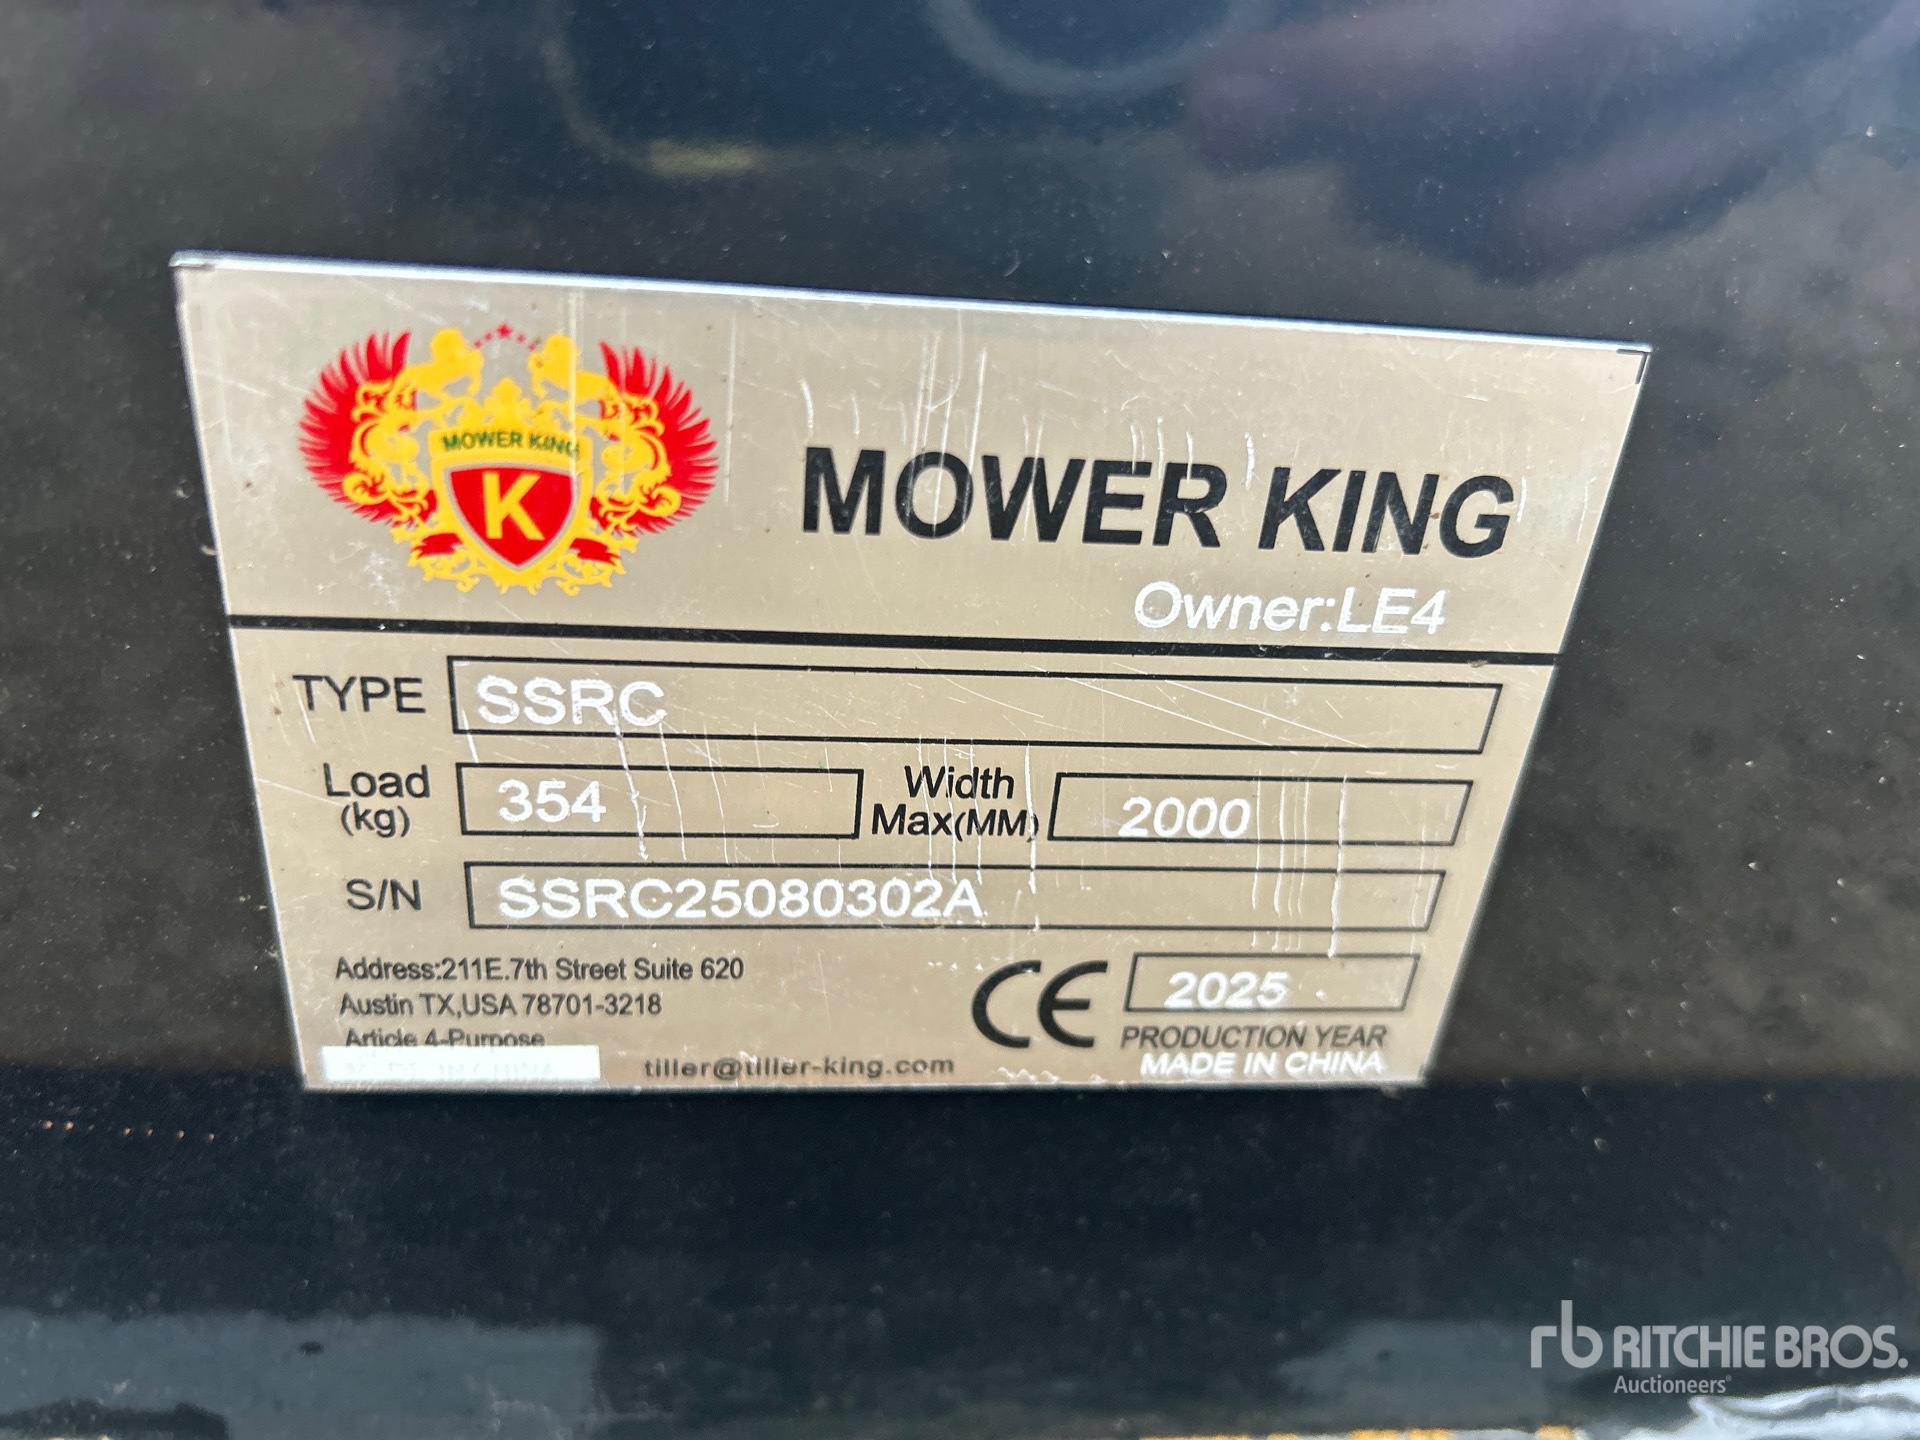 MOWER KING
K
MOWER KING
Owner:LE4
TYPE SSRC
Load (kg) 354 Width Max(MM) 2000
S/N SSRC25080302A
Address:211E.7th Street Suite 620
Austin TX,USA 78701-3218
Article 4-Purpose
tiller@tiller-king.com
CE 2025
PRODUCTION YEAR
MADE IN CHINA
rb RITCHIE BROS.
Auctioneers